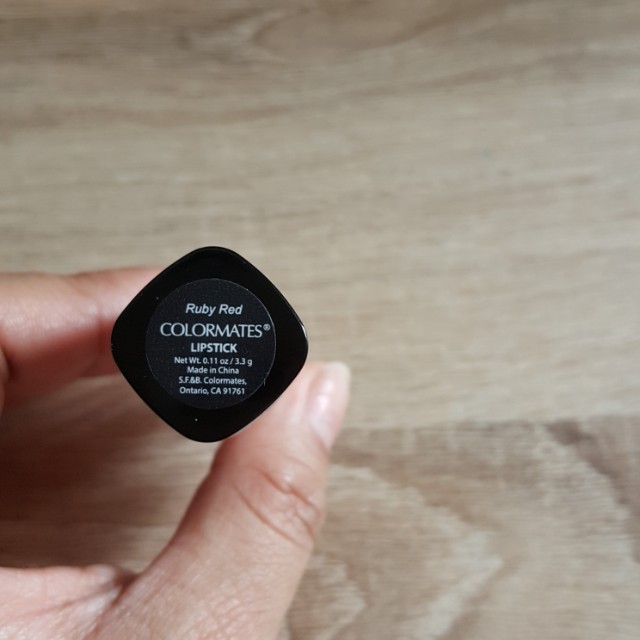 Ruby Red
COLORMATES®
LIPSTICK
Net Wt. 0.11 oz / 3.3 g
Made in China
S.F.&B. Colormates,
Ontario, CA 91761